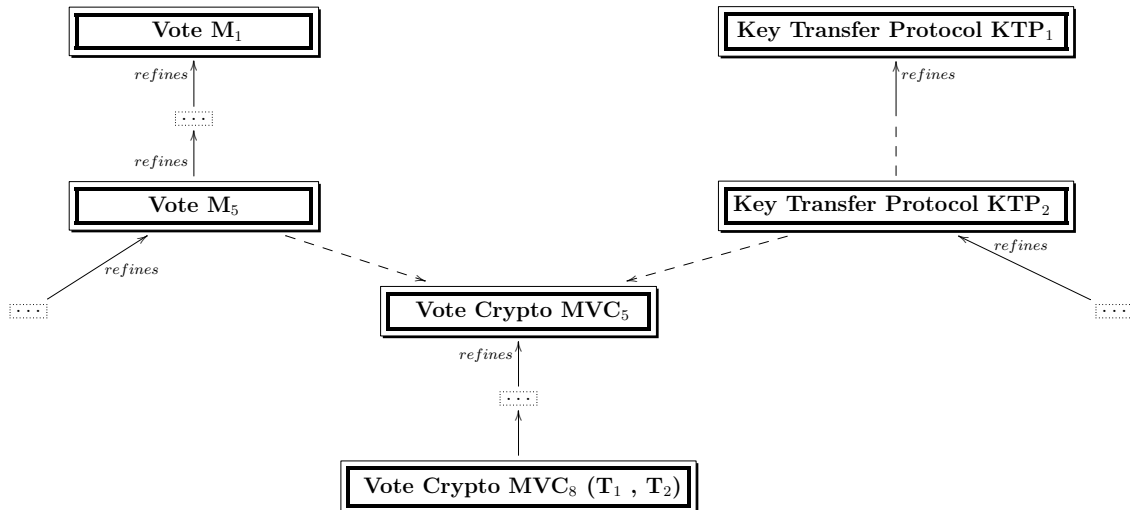 Vote M₁
Key Transfer Protocol KTP₁
refines
refines
. . .
refines
Vote M₅
Key Transfer Protocol KTP₂
refines
refines
. . .
Vote Crypto MVC₅
. . .
refines
. . .
Vote Crypto MVC₈ (T₁ , T₂)